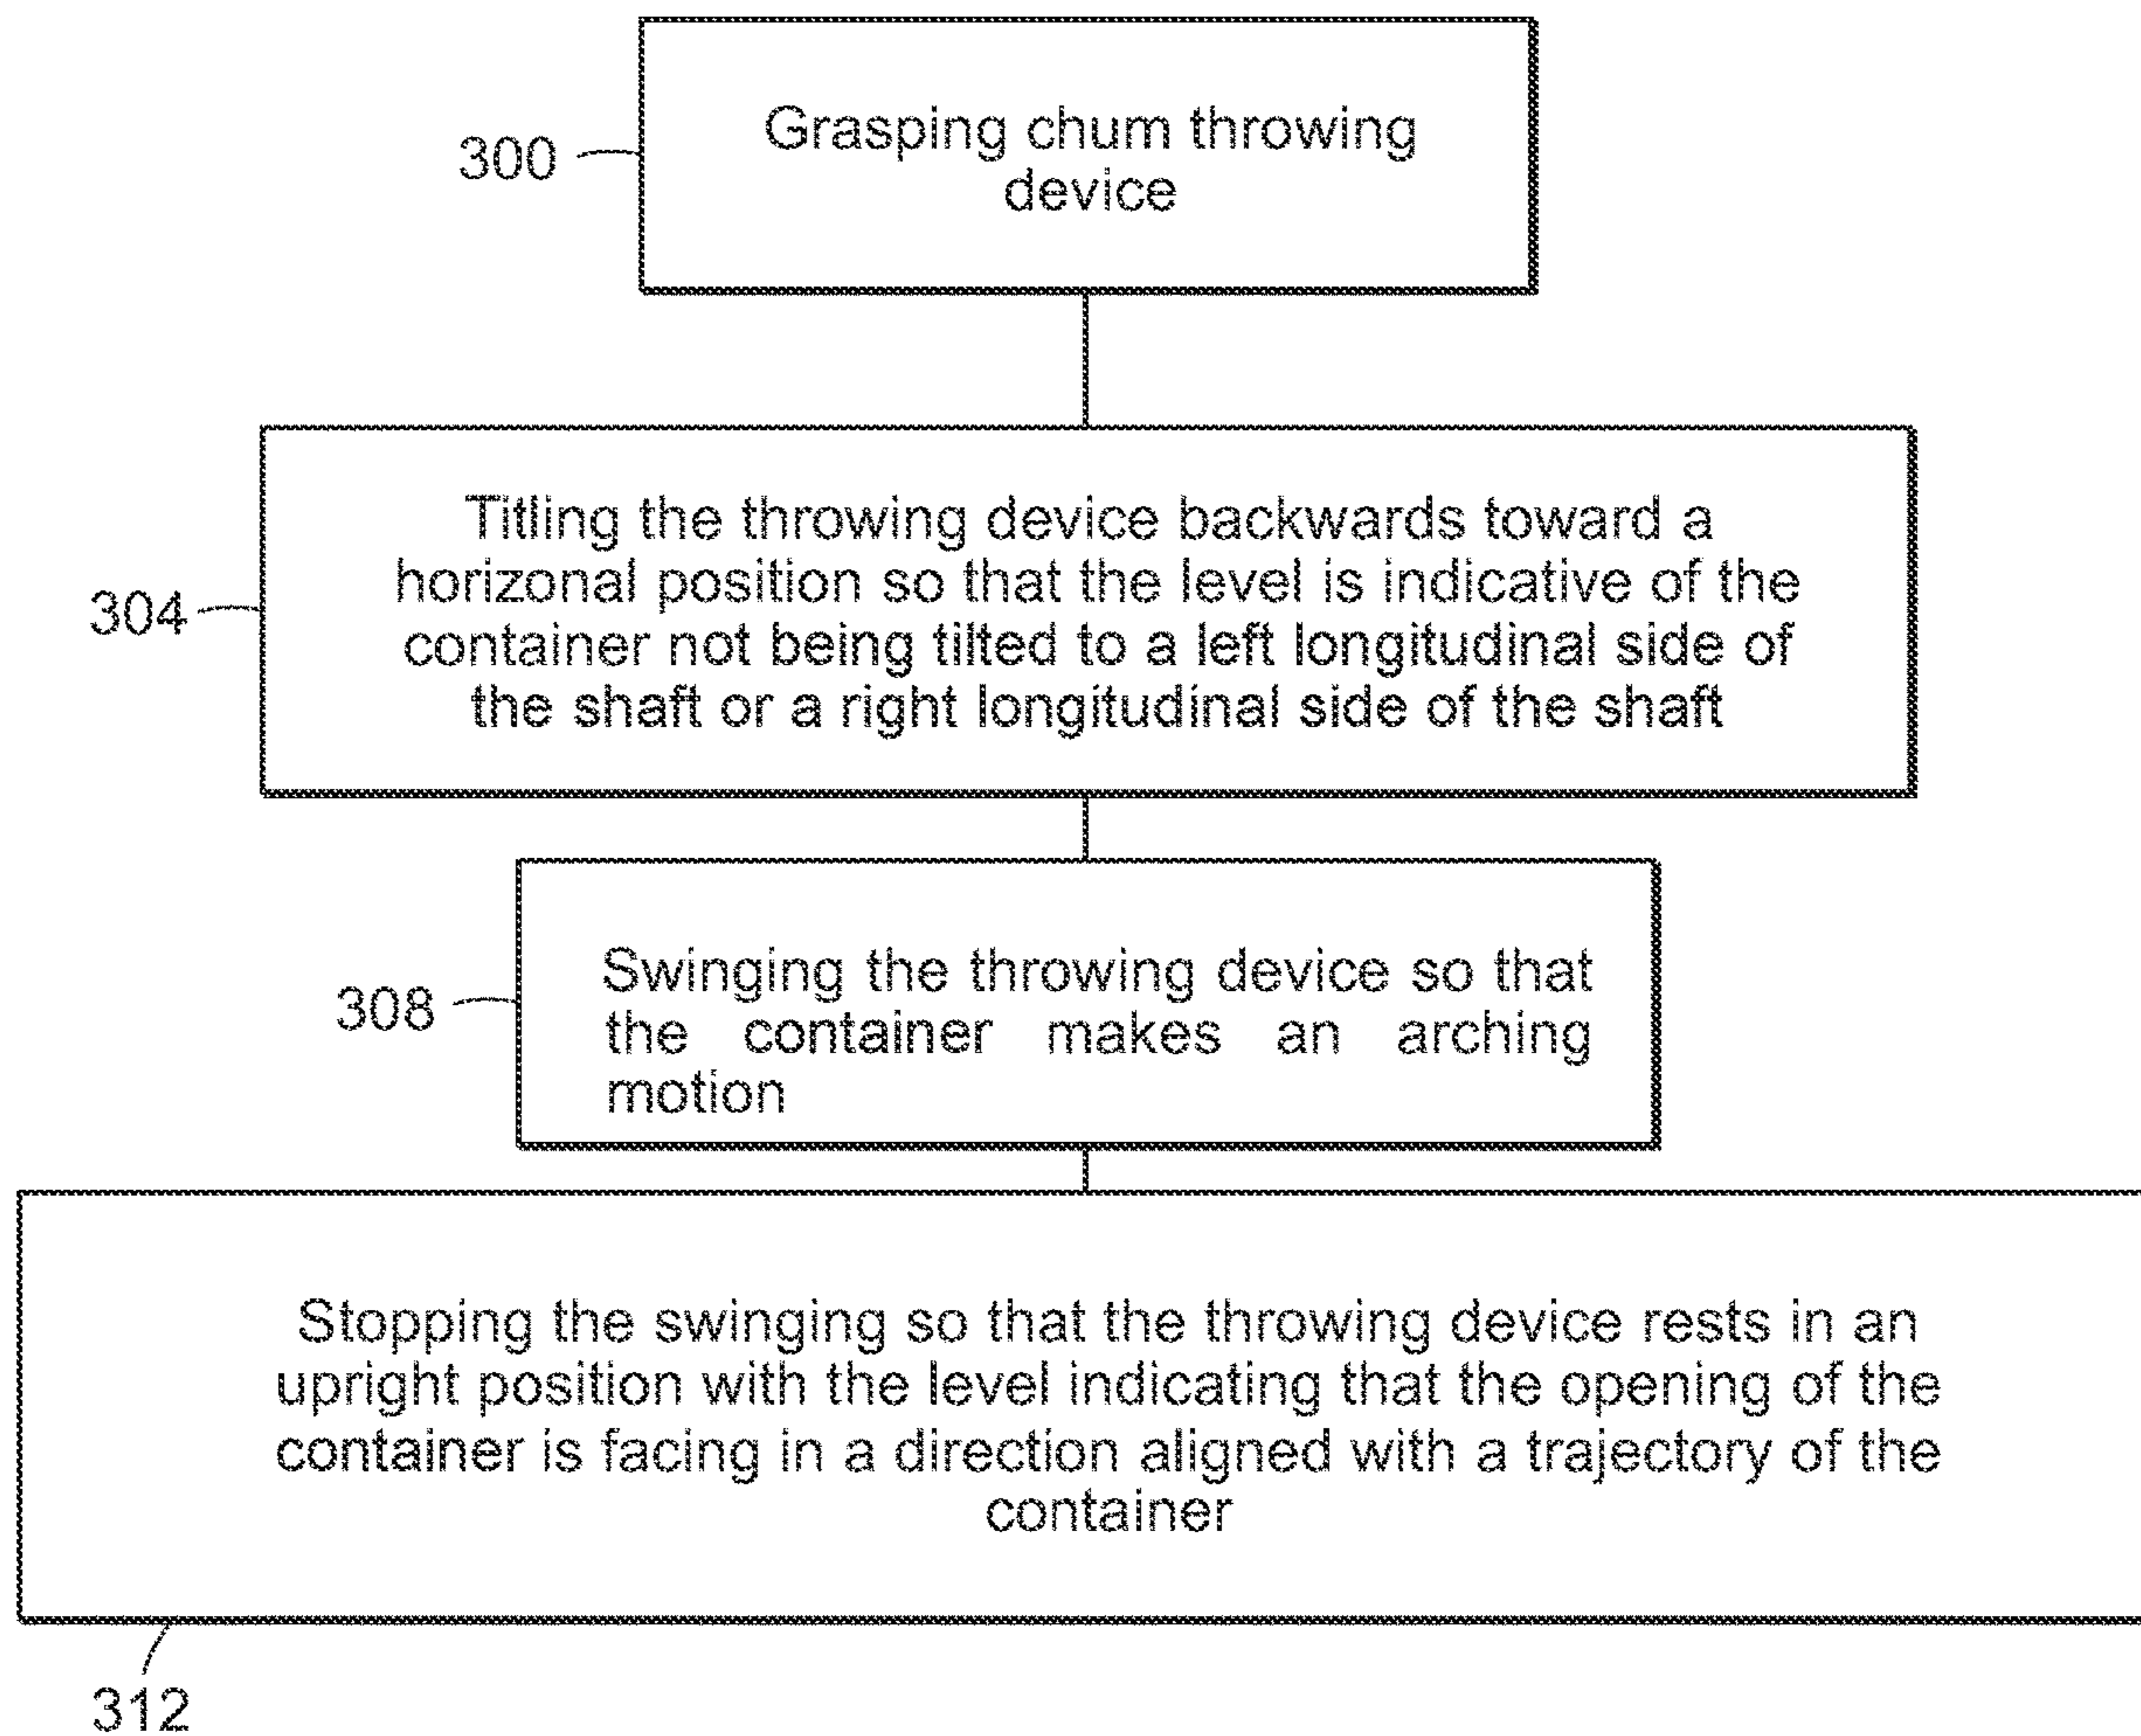 Grasping chum throwing
device
300
Titling the throwing device backwards toward a
horizonal position so that the level is indicative of the
container not being tilted to a left longitudinal side of
the shaft or a right longitudinal side of the shaft
304
Swinging the throwing device so that
the container makes an arching
motion
308
Stopping the swinging so that the throwing device rests in an
upright position with the level indicating that the opening of the
container is facing in a direction aligned with a trajectory of the
container
312